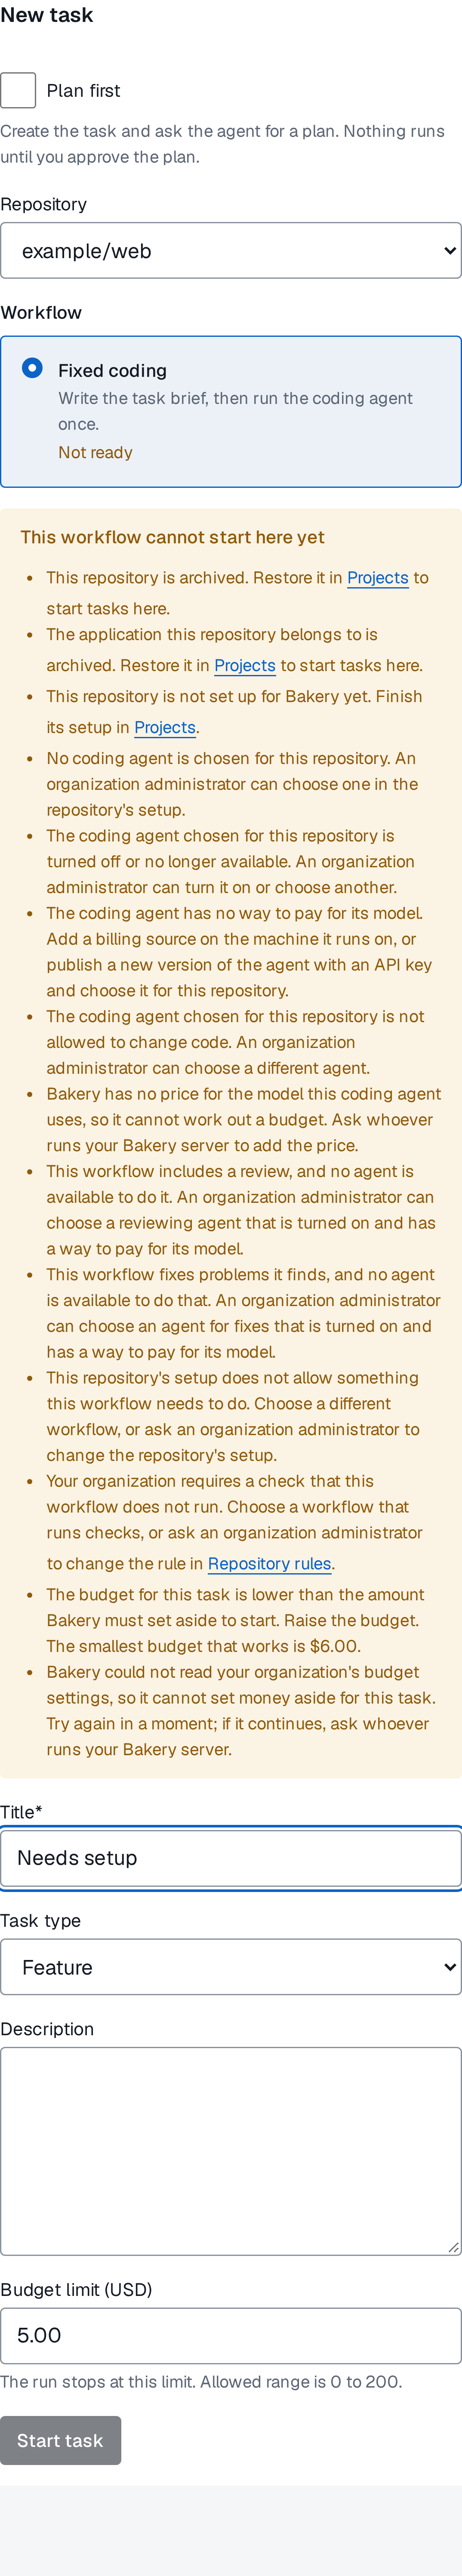 New task
Plan first
Create the task and ask the agent for a plan. Nothing runs
until you approve the plan.
Repository
example/web
Workflow
Fixed coding
Write the task brief, then run the coding agent
once.
Not ready
This workflow cannot start here yet
• This repository is archived. Restore it in Projects to
start tasks here.
• The application this repository belongs to is
archived. Restore it in Projects to start tasks here.
• This repository is not set up for Bakery yet. Finish
its setup in Projects.
• No coding agent is chosen for this repository. An
organization administrator can choose one in the
repository's setup.
• The coding agent chosen for this repository is
turned off or no longer available. An organization
administrator can turn it on or choose another.
• The coding agent has no way to pay for its model.
Add a billing source on the machine it runs on, or
publish a new version of the agent with an API key
and choose it for this repository.
• The coding agent chosen for this repository is not
allowed to change code. An organization
administrator can choose a different agent.
• Bakery has no price for the model this coding agent
uses, so it cannot work out a budget. Ask whoever
runs your Bakery server to add the price.
• This workflow includes a review, and no agent is
available to do it. An organization administrator can
choose a reviewing agent that is turned on and has
a way to pay for its model.
• This workflow fixes problems it finds, and no agent
is available to do that. An organization administrator
can choose an agent for fixes that is turned on and
has a way to pay for its model.
• This repository's setup does not allow something
this workflow needs to do. Choose a different
workflow, or ask an organization administrator to
change the repository's setup.
• Your organization requires a check that this
workflow does not run. Choose a workflow that
runs checks, or ask an organization administrator
to change the rule in Repository rules.
• The budget for this task is lower than the amount
Bakery must set aside to start. Raise the budget.
The smallest budget that works is $6.00.
• Bakery could not read your organization's budget
settings, so it cannot set money aside for this task.
Try again in a moment; if it continues, ask whoever
runs your Bakery server.
Title*
Needs setup
Task type
Feature
Description
Budget limit (USD)
5.00
The run stops at this limit. Allowed range is 0 to 200.
Start task